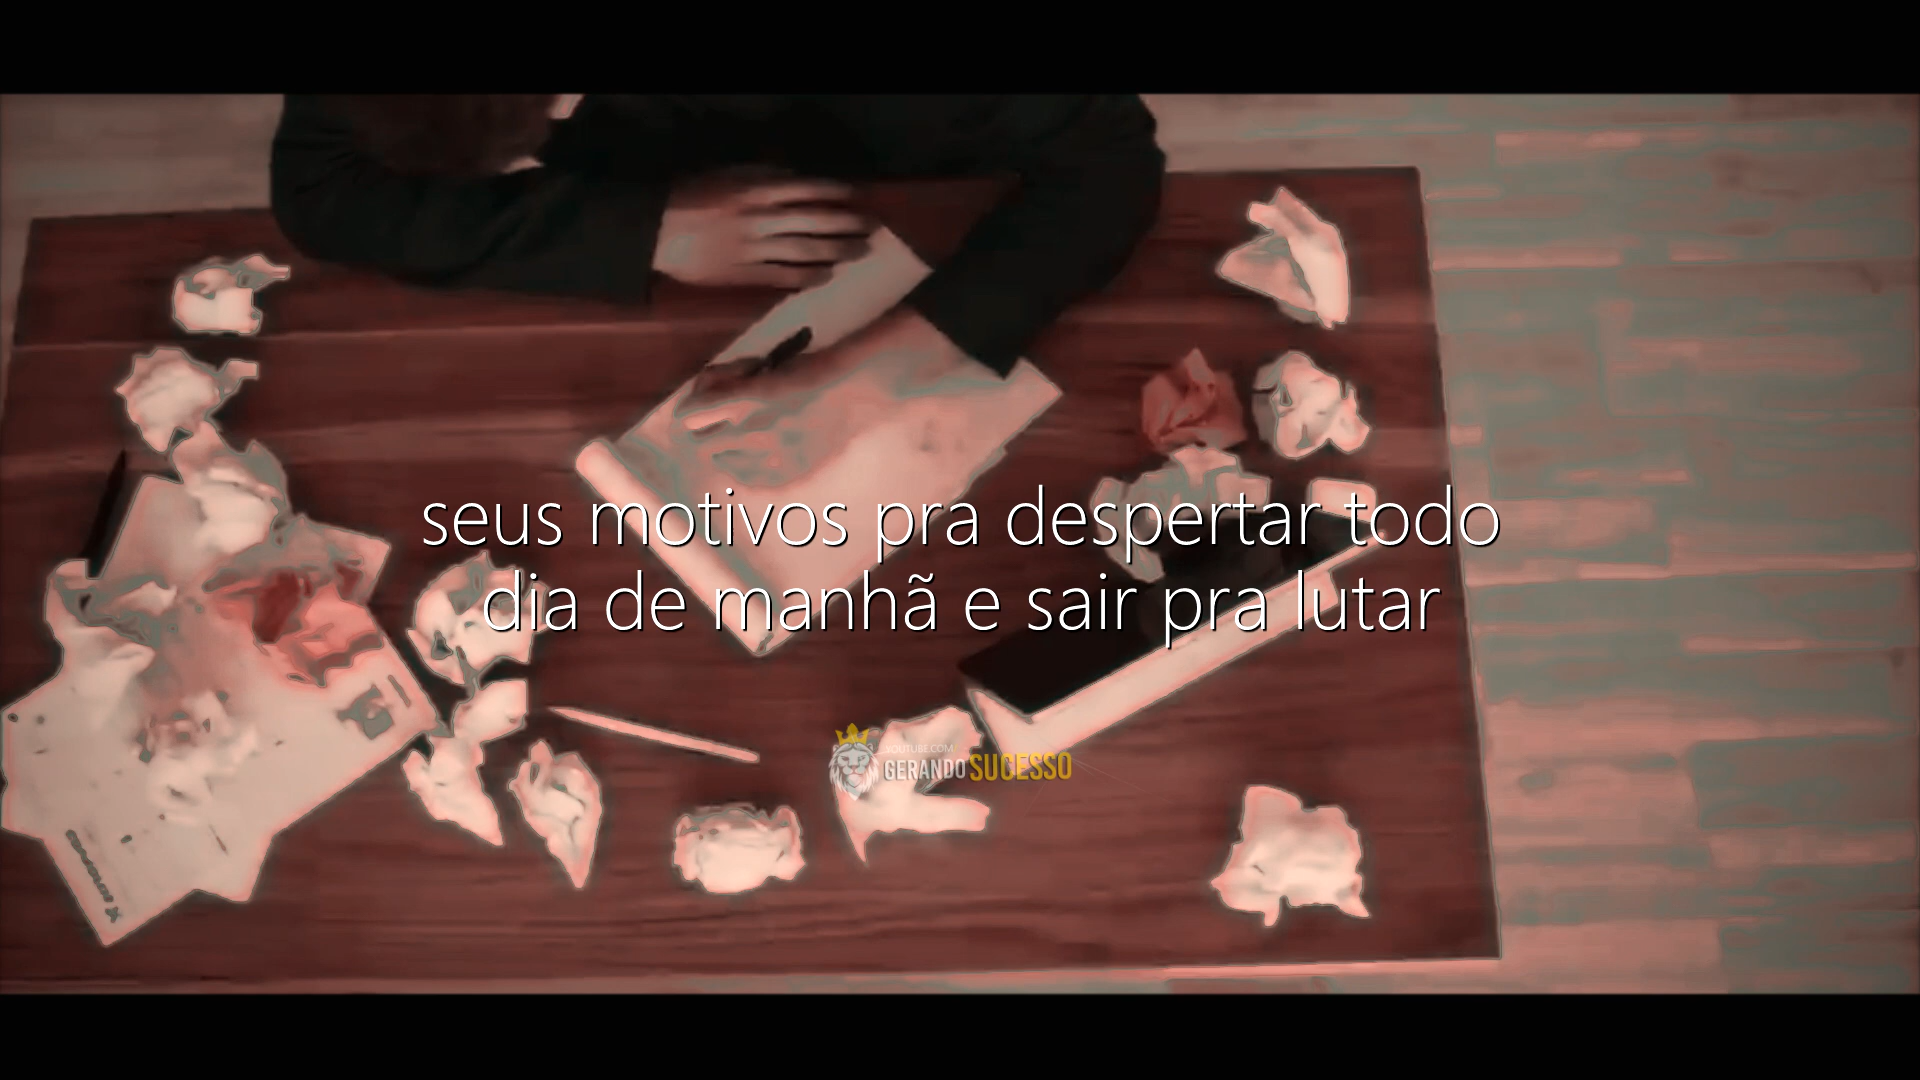 seus motivos pra despertar todo
dia de manhã e sair pra lutar
YOUTUBE.COM
GERANDO SUCESSO